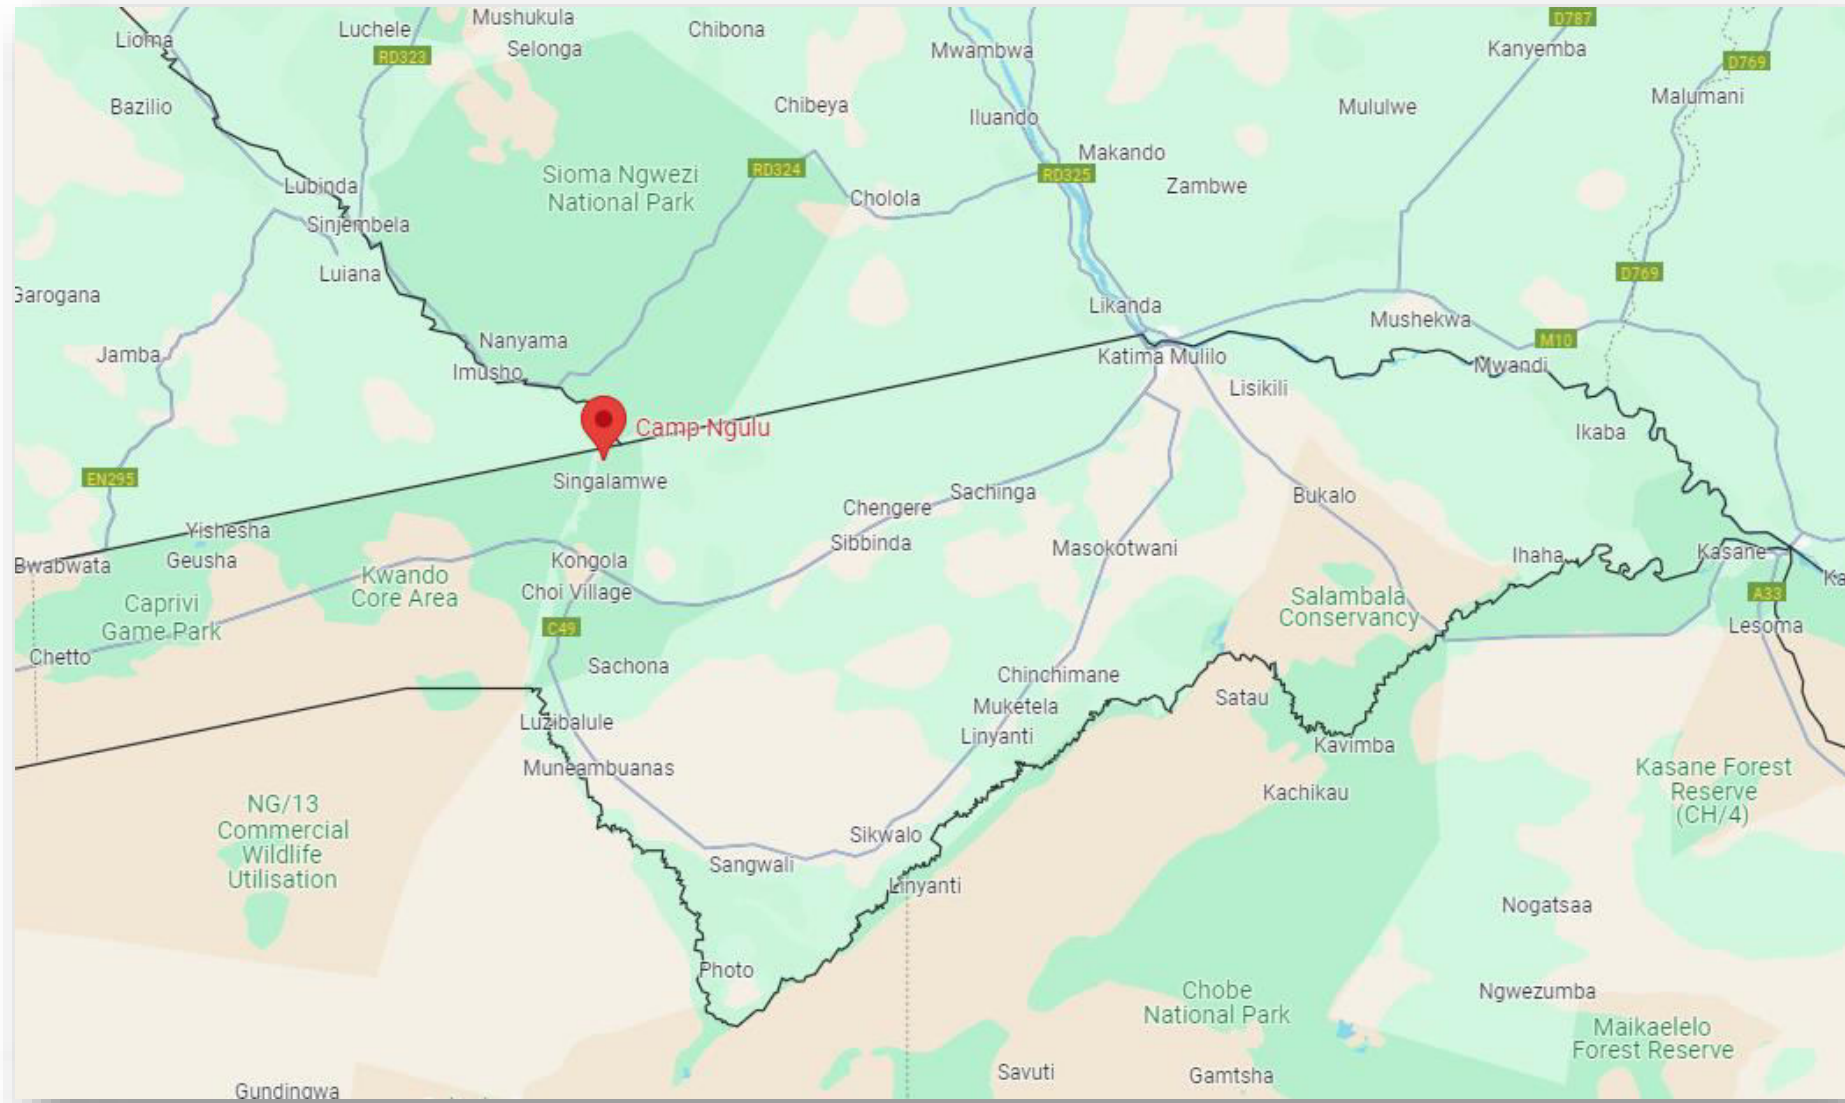 Lioma
Luchele
RD323
Mushukula
Selonga
Chibona
Mwambwa
D787
Kanyemba
D769
Bazilio
Chibeya
Iluando
Mululwe
Malumani
Lubinda
Sioma Ngwezi
National Park
RD324
Cholola
RD325
Makando
Zambwe
Sinjembela
Luiana
Garogana
D769
Jamba
Nanyama
Imusho
Likanda
Katima Mulilo
Mushekwa
M10
Mwandi
Lisikili
Camp Ngulu
Ikaba
EN295
Singalamwe
Chengere
Sachinga
Bukalo
Yishesha
Bwabwata
Geusha
Kwando
Core Area
Kongola
Choi Village
Sibbinda
Masokotwani
Ihaha
Kasane
Ka
Caprivi
Game Park
Chetto
C49
Sachona
Salambala
Conservancy
A33
Lesoma
Chinchimane
Muketela
Linyanti
Satau
Kavimba
Luzibalule
Muneambuanas
Kachikau
Kasane Forest
Reserve
(CH/4)
NG/13
Commercial
Wildlife
Utilisation
Sikwalo
Sangwali
Linyanti
Nogatsaa
Photo
Chobe
National Park
Ngwezumba
Maikaelelo
Forest Reserve
Savuti
Gamtsha
Gundingwa